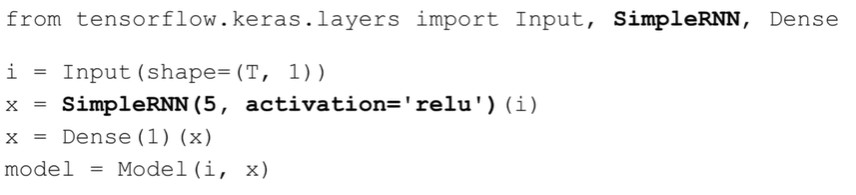 from tensorflow.keras.layers import Input, SimpleRNN, Dense
i = Input(shape=(T, 1))
x = SimpleRNN(5, activation='relu')(i)
x = Dense(1)(x)
model = Model(i, x)